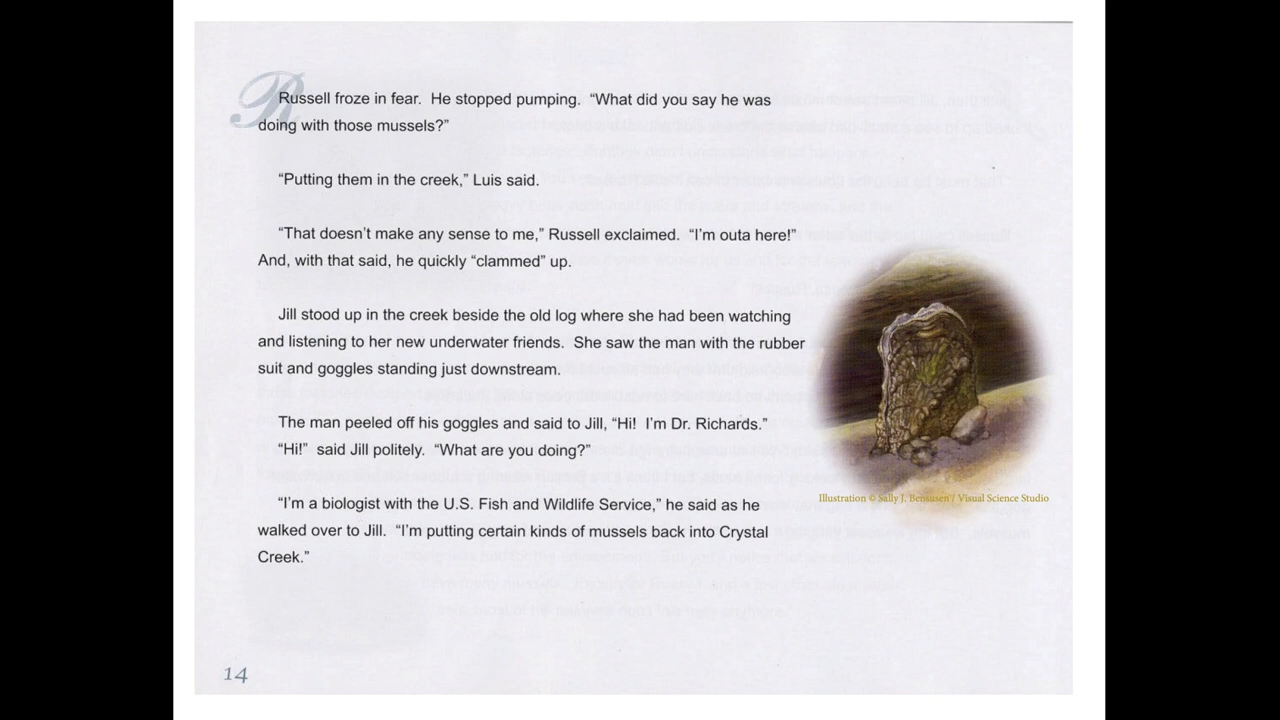 Russell froze in fear.  He stopped pumping.  “What did you say he was
doing with those mussels?”
“Putting them in the creek,” Luis said.
“That doesn’t make any sense to me,” Russell exclaimed.  “I’m outa here!”
And, with that said, he quickly “clammed” up.
Jill stood up in the creek beside the old log where she had been watching
and listening to her new underwater friends.  She saw the man with the rubber
suit and goggles standing just downstream.
The man peeled off his goggles and said to Jill, “Hi!  I’m Dr. Richards.”
“Hi!”  said Jill politely.  “What are you doing?”
“I’m a biologist with the U.S. Fish and Wildlife Service,” he said as he
walked over to Jill.  “I’m putting certain kinds of mussels back into Crystal
Creek.”
Illustration © Sally J. Bensusen / Visual Science Studio
14